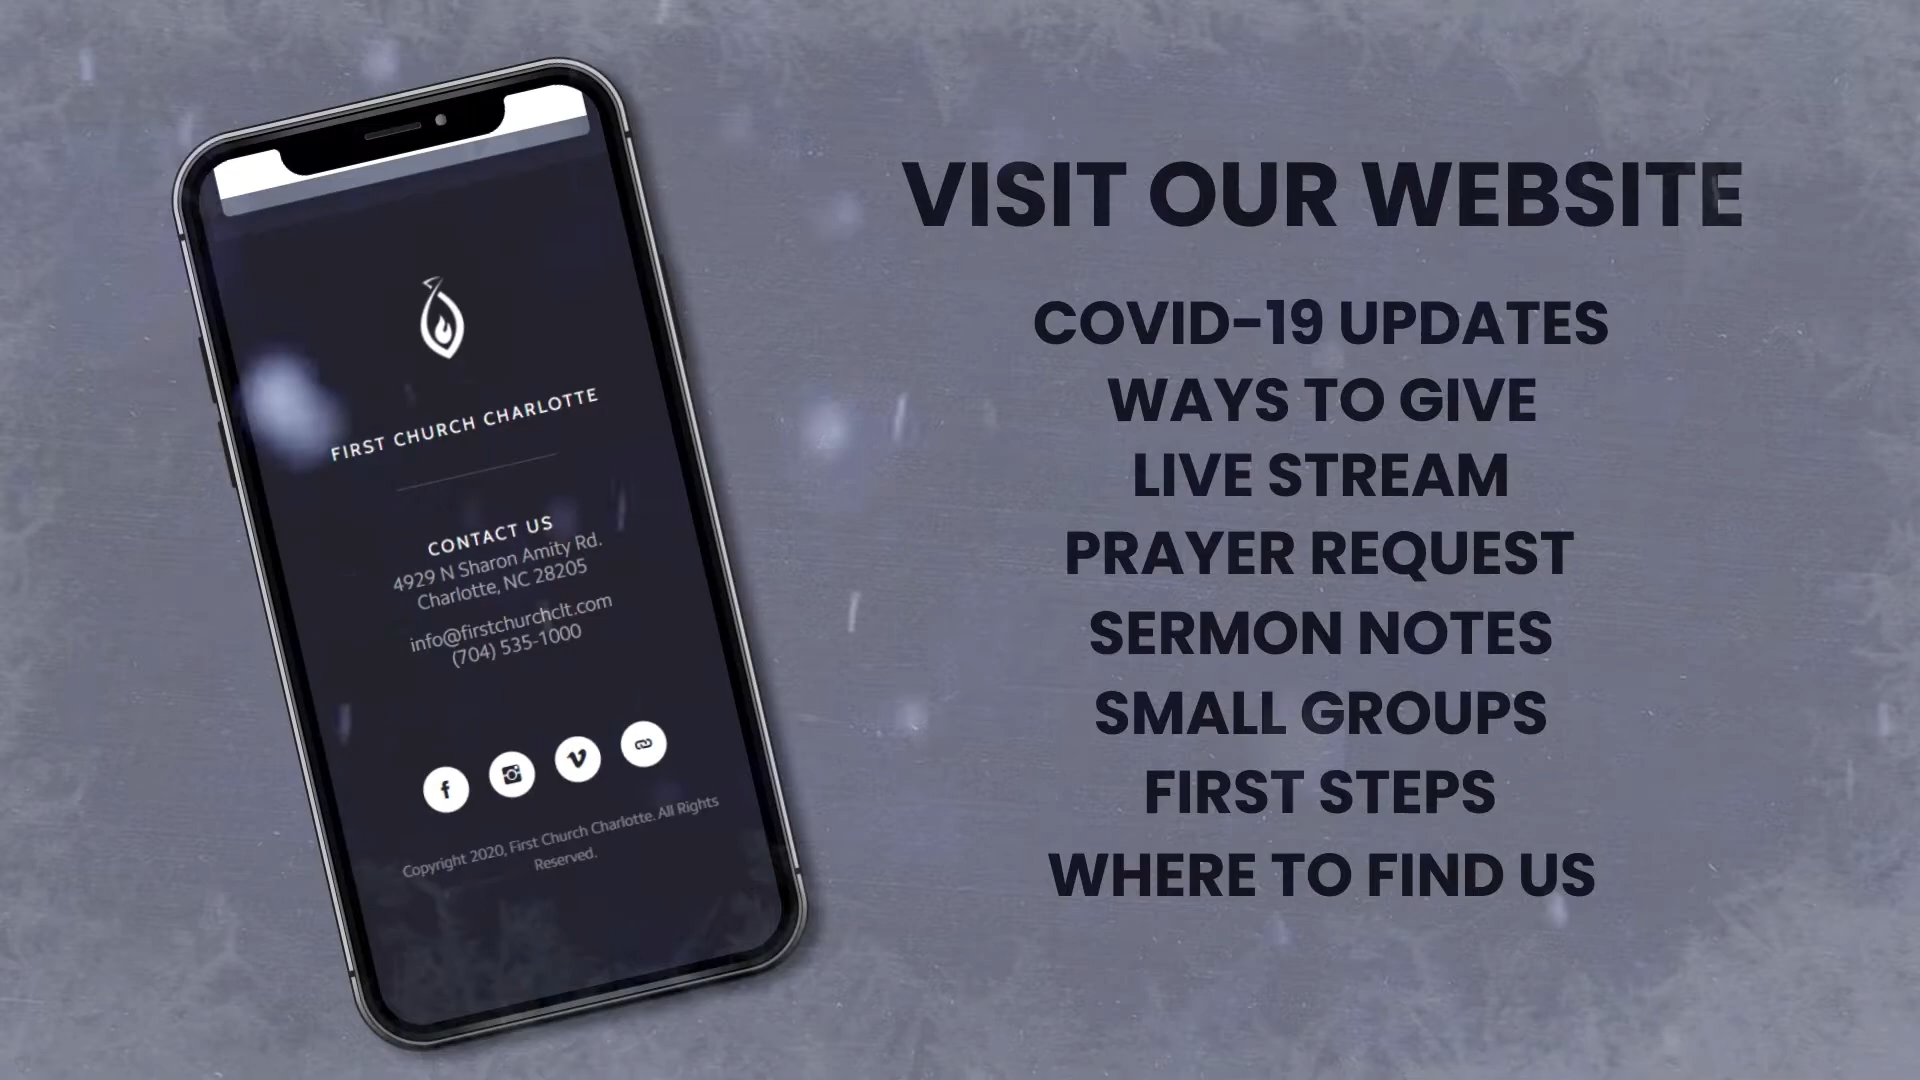 FIRST CHURCH CHARLOTTE
CONTACT US
4929 N Sharon Amity Rd.
Charlotte, NC 28205
info@firstchurchclt.com
(704) 535-1000
Copyright 2020, First Church Charlotte. All Rights
Reserved.
VISIT OUR WEBSITE
COVID-19 UPDATES
WAYS TO GIVE
LIVE STREAM
PRAYER REQUEST
SERMON NOTES
SMALL GROUPS
FIRST STEPS
WHERE TO FIND US